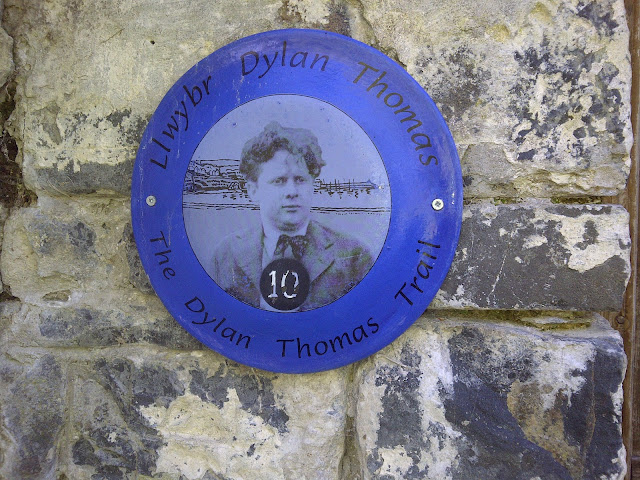 Llwybr Dylan Thomas
10
The Dylan Thomas Trail